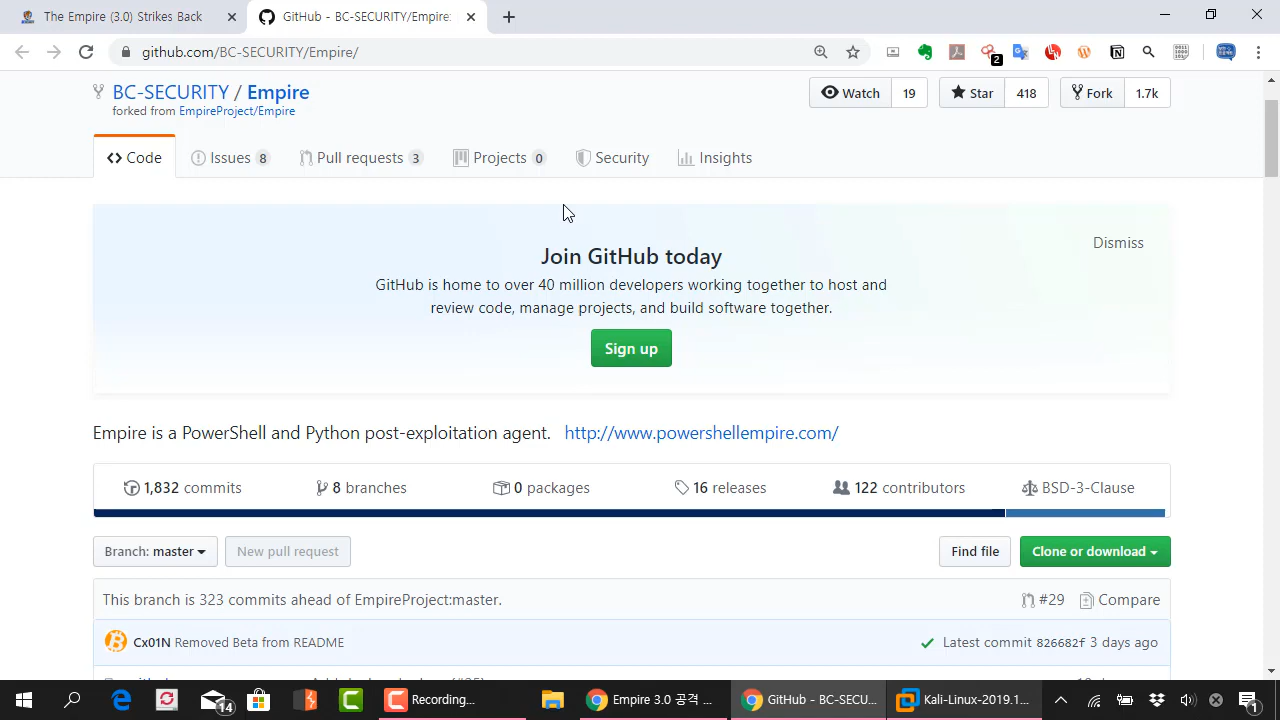 The Empire (3.0) Strikes Back
GitHub - BC-SECURITY/Empire:
github.com/BC-SECURITY/Empire/
2
BC-SECURITY / Empire
Watch 19
Star 418
Fork 1.7k
forked from EmpireProject/Empire
Code
Issues 8
Pull requests 3
Projects 0
Security
Insights
Dismiss
Join GitHub today
GitHub is home to over 40 million developers working together to host and
review code, manage projects, and build software together.
Sign up
Empire is a PowerShell and Python post-exploitation agent. http://www.powershellempire.com/
1,832 commits
8 branches
0 packages
16 releases
122 contributors
BSD-3-Clause
Branch: master
New pull request
Find file
Clone or download
This branch is 323 commits ahead of EmpireProject:master.
#29
Compare
Cx01N Removed Beta from README
Latest commit 826682f 3 days ago
14
Recording...
Empire 3.0 공격 ...
GitHub - BC-SECU...
Kali-Linux-2019.1...
1